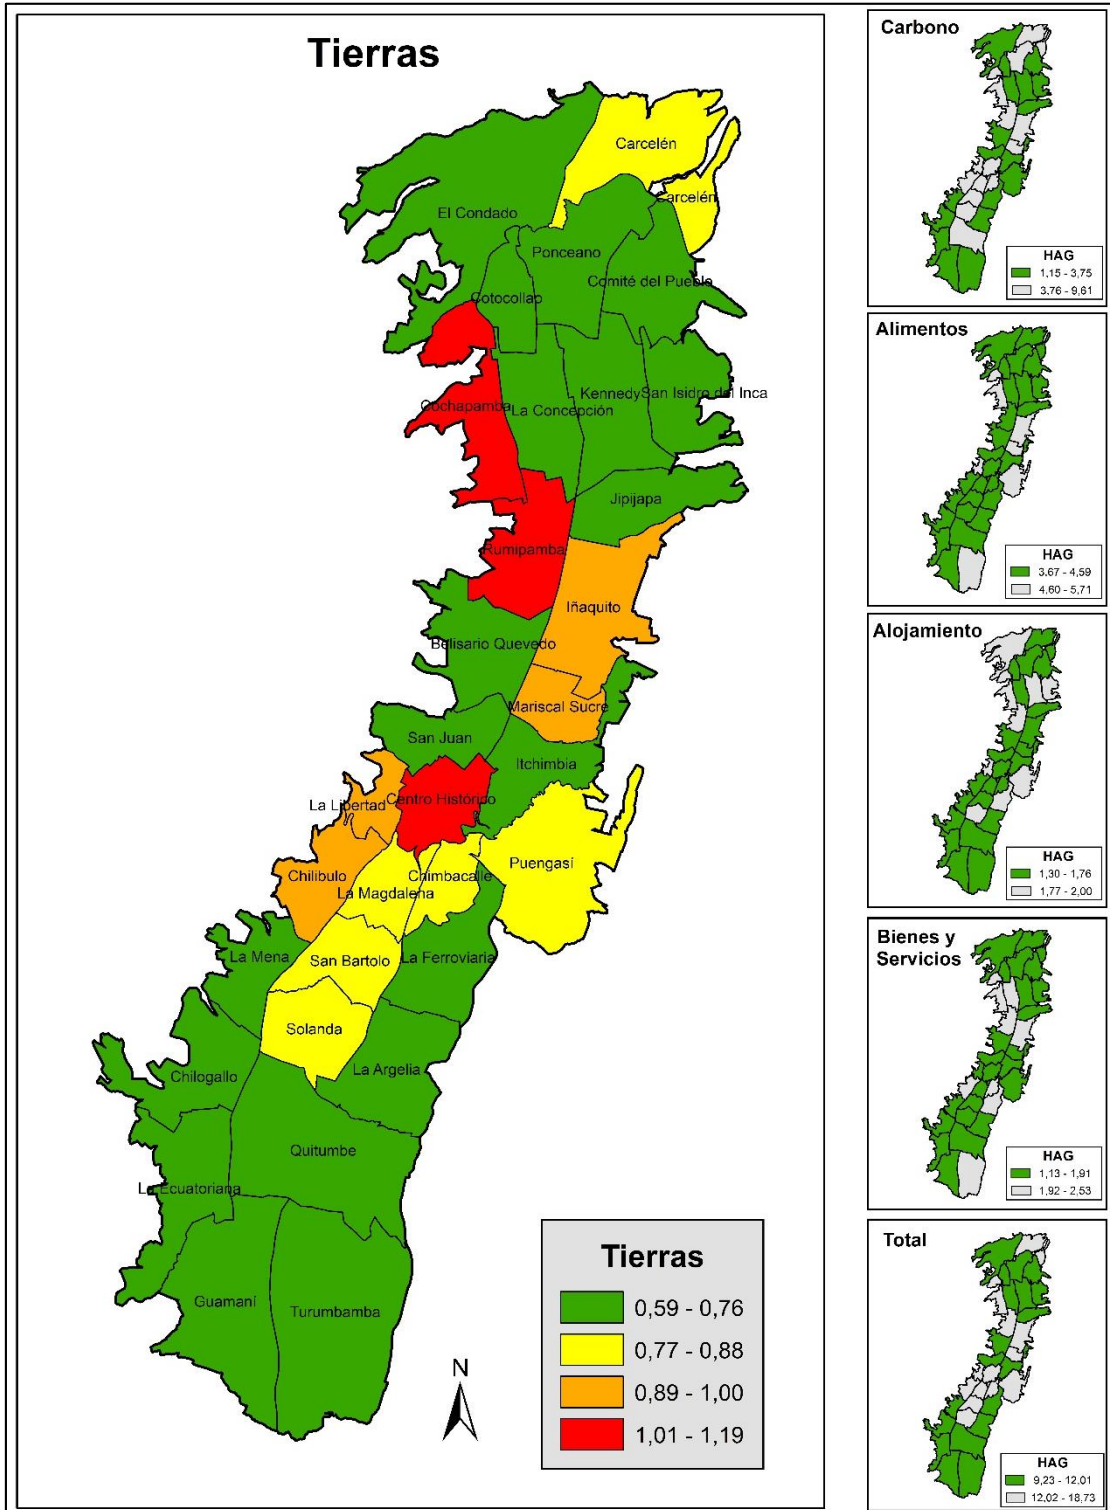 Tierras
Carcelén
Carcelén
El Condado
Ponceano
Comité del Pueblo
Cotocollao
Cochapamba
Kennedy
San Isidro del Inca
La Concepción
Jipijapa
Rumipamba
Iñaquito
Belisario Quevedo
Mariscal Sucre
San Juan
Itchimbia
La Libertad
Centro Histórico
Puengasí
Chilibulo
Chimbacalle
La Magdalena
La Mena
San Bartolo
La Ferroviaria
Solanda
Chilogallo
La Argelia
Quitumbe
La Ecuatoriana
Guamaní
Turumbamba
N
Tierras
0,59 - 0,76
0,77 - 0,88
0,89 - 1,00
1,01 - 1,19
Carbono
HAG
1,15 - 3,75
3,76 - 9,61
Alimentos
HAG
3,67 - 4,59
4,60 - 5,71
Alojamiento
HAG
1,30 - 1,76
1,77 - 2,00
Bienes y
Servicios
HAG
1,13 - 1,91
1,92 - 2,53
Total
HAG
9,23 - 12,01
12,02 - 18,73